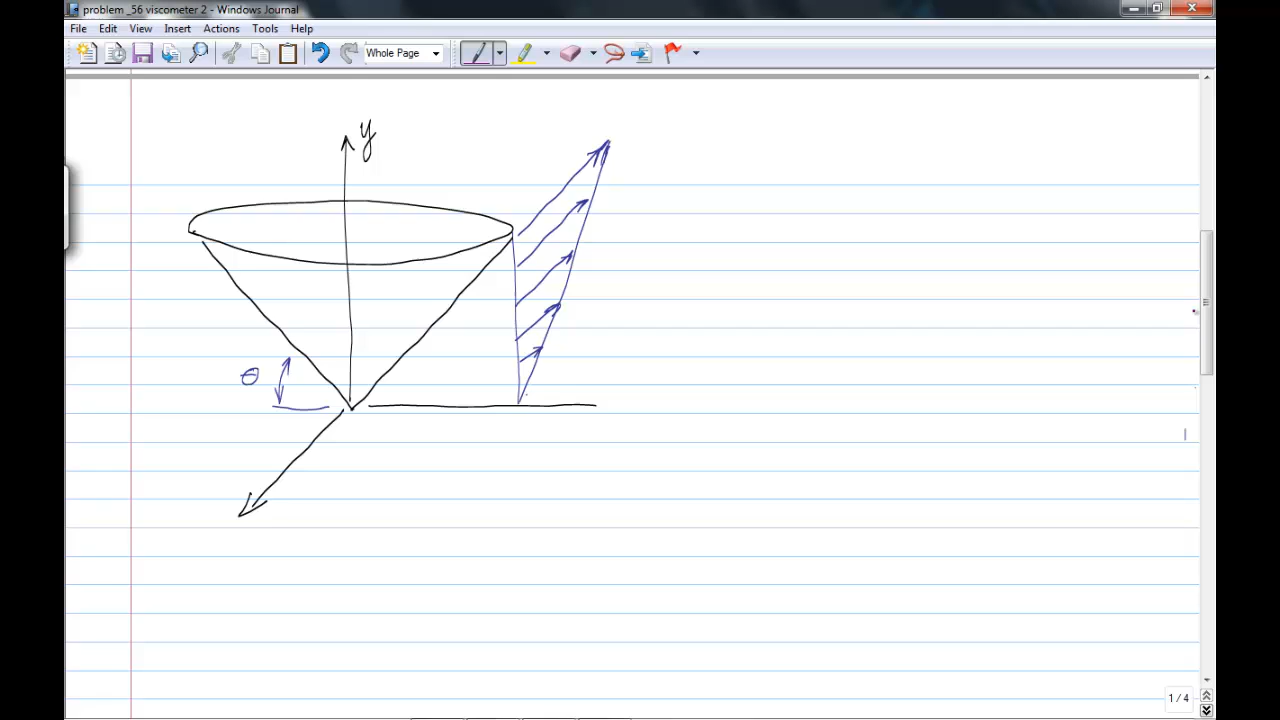 problem _56 viscometer 2 - Windows Journal
File Edit View Insert Actions Tools Help
Whole Page
y
θ
1 / 4